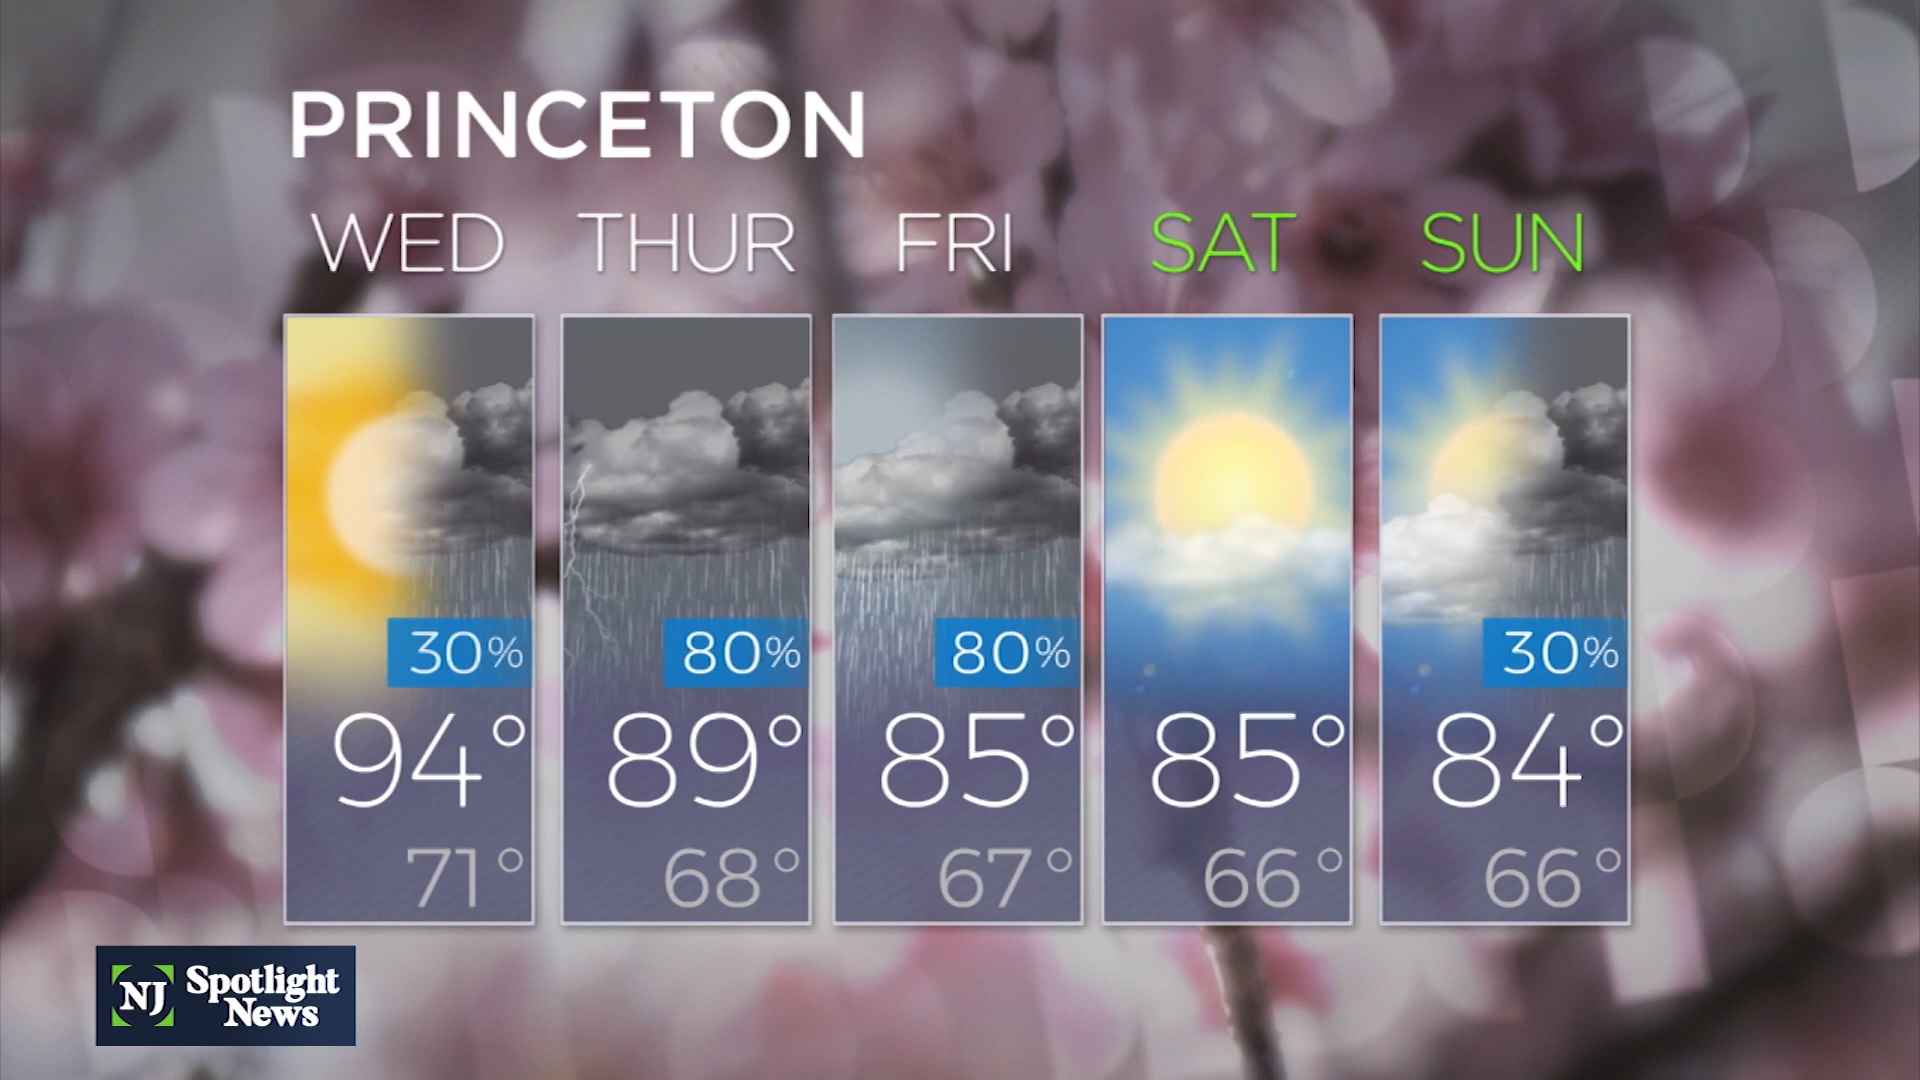 PRINCETON
WED THUR FRI SAT SUN
30% 80% 80% 30%
94° 89° 85° 85° 84°
71° 68° 67° 66° 66°
NJ Spotlight
News